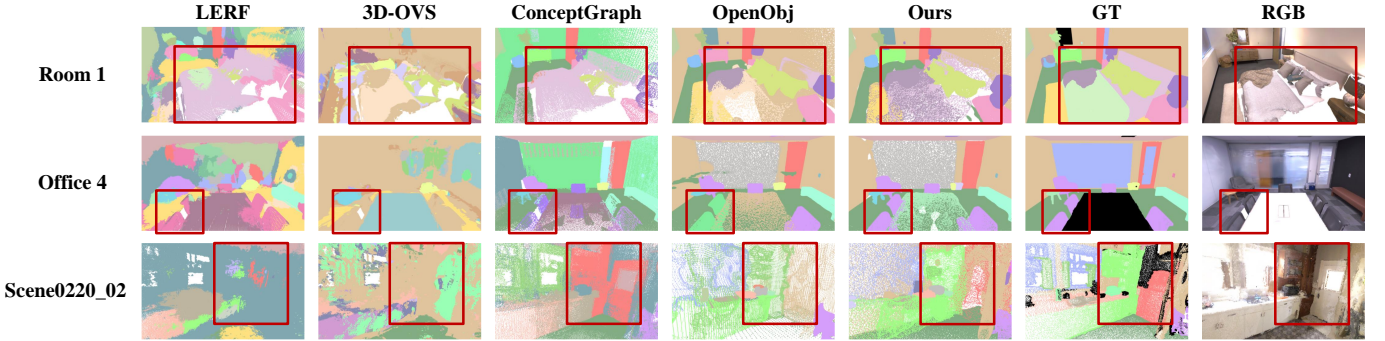 LERF 3D-OVS ConceptGraph OpenObj Ours GT RGB
Room 1
Office 4
Scene0220_02